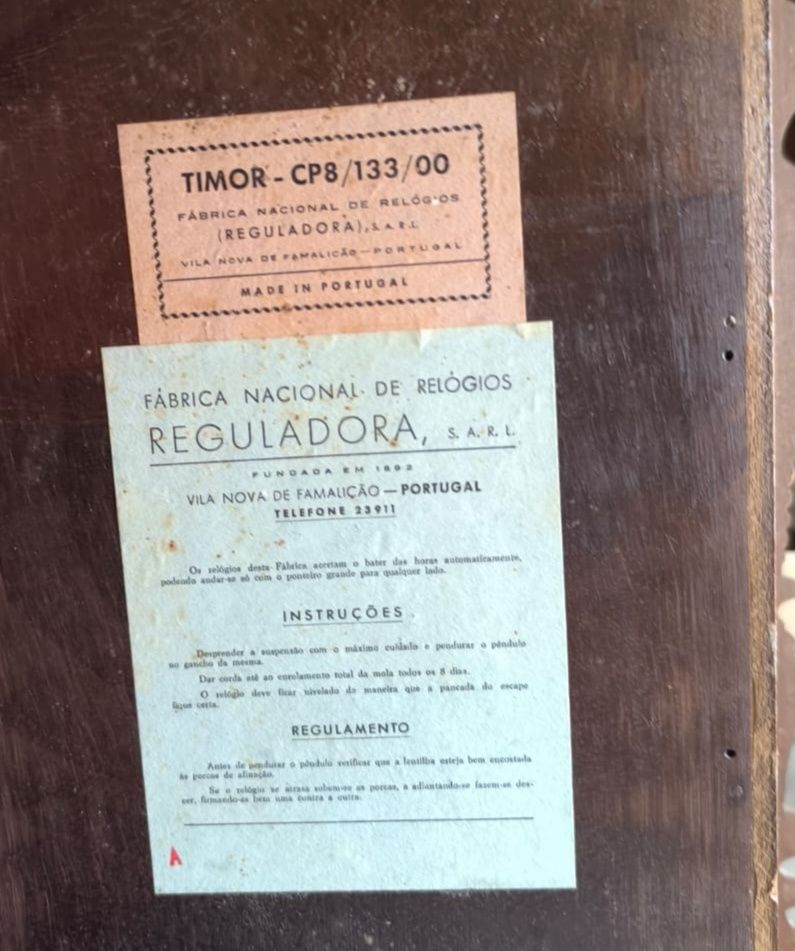 TIMOR - CP8/133/00
FÁBRICA NACIONAL DE RELÓGIOS
(REGULADORA), S. A. R. L.
VILA NOVA DE FAMALICÃO — PORTUGAL
MADE IN PORTUGAL
FÁBRICA NACIONAL DE RELÓGIOS
REGULADORA, S. A. R. L.
FUNDADA EM 1892
VILA NOVA DE FAMALICÃO — PORTUGAL
TELEFONE 23911
Os relógios desta Fábrica acertam o bater das horas automaticamente,
podendo andar-se só com o ponteiro grande para qualquer lado.
INSTRUÇÕES
Desprender a suspensão com o máximo cuidado e pendurar o pêndulo
no gancho da mesma.
Dar corda até ao enrolamento total da mola todos os 8 dias.
O relógio deve ficar nivelado de maneira que a pancada do escape
fique certa.
REGULAMENTO
Antes de pendurar o pêndulo verificar que a lentilha esteja bem encostada
às porcas de afinação.
Se o relógio se atrasa subem-se as porcas, a adiantando-se fazem-se des-
cer, firmando-as bem uma contra a outra.
A